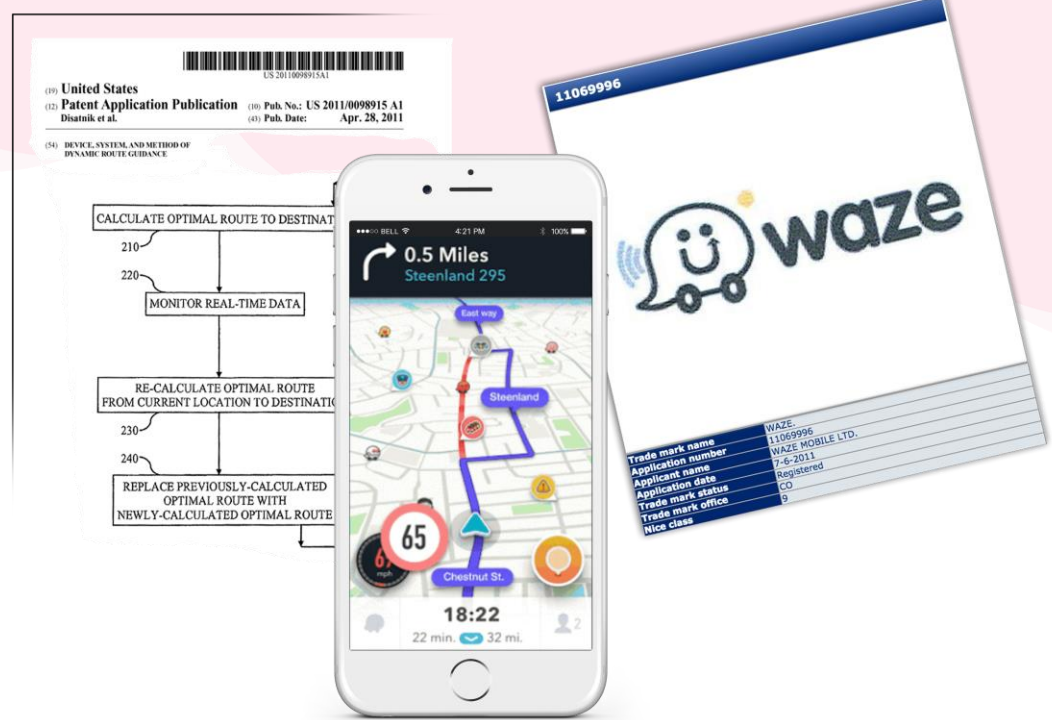 US 20110098915A1
(19) United States
(12) Patent Application Publication (10) Pub. No.: US 2011/0098915 A1
Disatnik et al. (43) Pub. Date: Apr. 28, 2011
(54) DEVICE, SYSTEM, AND METHOD OF
DYNAMIC ROUTE GUIDANCE
CALCULATE OPTIMAL ROUTE TO DESTINAT
210
220
MONITOR REAL-TIME DATA
RE-CALCULATE OPTIMAL ROUTE
FROM CURRENT LOCATION TO DESTINATIO
230
240
REPLACE PREVIOUSLY-CALCULATED
OPTIMAL ROUTE WITH
NEWLY-CALCULATED OPTIMAL ROUTE
BELL 4:21 PM 100%
0.5 Miles
Steenland 295
East way
Steenland
65
mph
Chestnut St.
18:22
22 min. 32 mi.
2
11069996
waze
Trade mark name WAZE.
Application number 11069996
Applicant name WAZE MOBILE LTD.
Application date 7-6-2011
Trade mark status Registered
Trade mark office CO
Nice class 9